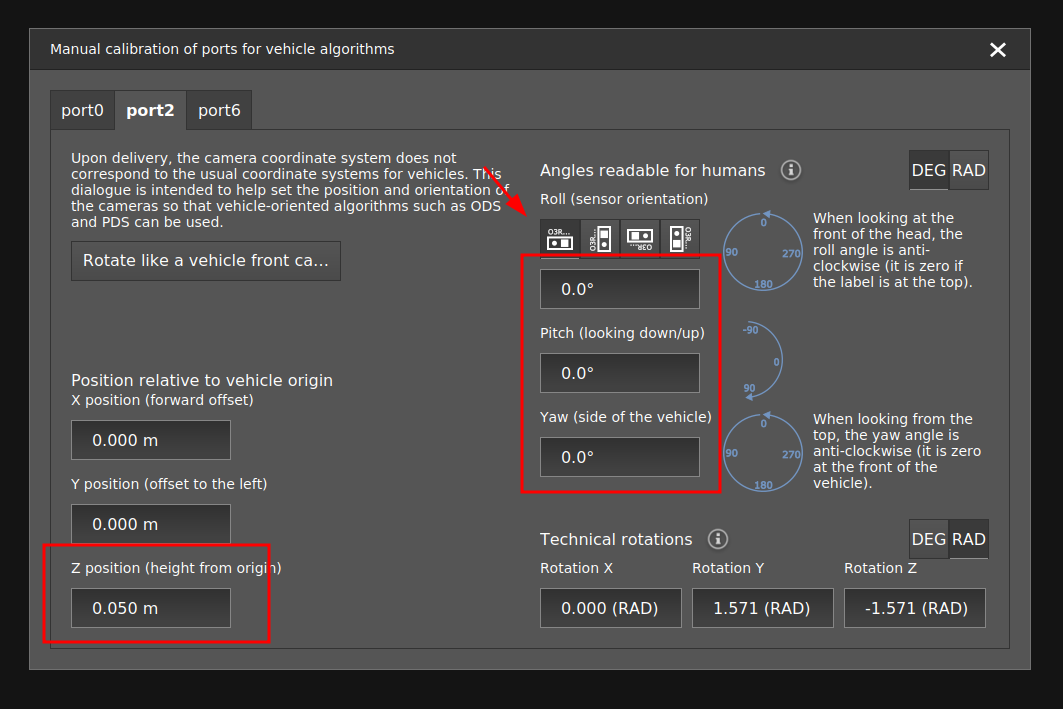 Manual calibration of ports for vehicle algorithms
port0
port2
port6
Upon delivery, the camera coordinate system does not
correspond to the usual coordinate systems for vehicles. This
dialogue is intended to help set the position and orientation of
the cameras so that vehicle-oriented algorithms such as ODS
and PDS can be used.
Rotate like a vehicle front ca...
Position relative to vehicle origin
X position (forward offset)
0.000 m
Y position (offset to the left)
0.000 m
Z position (height from origin)
0.050 m
Angles readable for humans
DEG RAD
Roll (sensor orientation)
O3R...
O3R...
O3R...
O3R...
0.0°
0
90
270
180
When looking at the
front of the head, the
roll angle is anti-
clockwise (it is zero if
the label is at the top).
Pitch (looking down/up)
0.0°
-90
0
90
Yaw (side of the vehicle)
0.0°
0
90
270
180
When looking from the
top, the yaw angle is
anti-clockwise (it is zero
at the front of the
vehicle).
Technical rotations
DEG RAD
Rotation X
Rotation Y
Rotation Z
0.000 (RAD)
1.571 (RAD)
-1.571 (RAD)